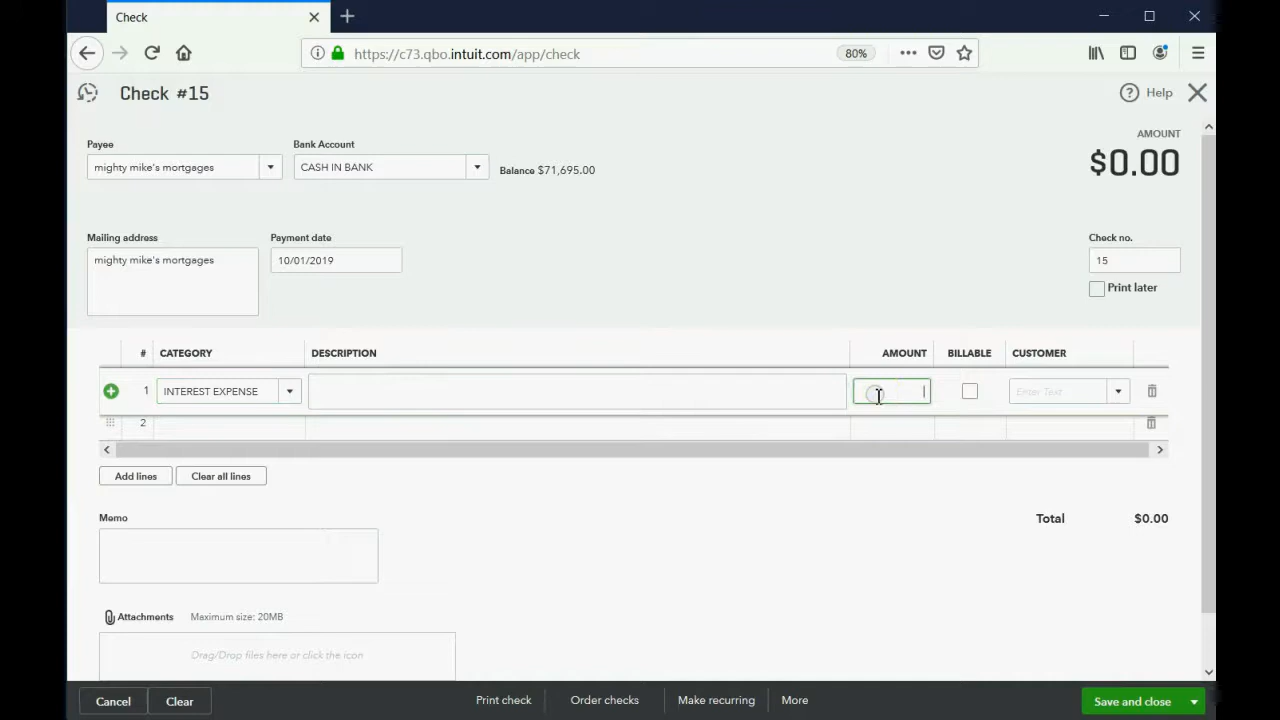 Check
https://c73.qbo.intuit.com/app/check
80%
Check #15
Help
AMOUNT
$0.00
Payee
mighty mike's mortgages
Bank Account
CASH IN BANK
Balance $71,695.00
Mailing address
mighty mike's mortgages
Payment date
10/01/2019
Check no.
15
Print later
# CATEGORY DESCRIPTION AMOUNT BILLABLE CUSTOMER
1 INTEREST EXPENSE Enter Text
2
Add lines Clear all lines
Memo
Total $0.00
Attachments Maximum size: 20MB
Drag/Drop files here or click the icon
Cancel Clear Print check Order checks Make recurring More Save and close